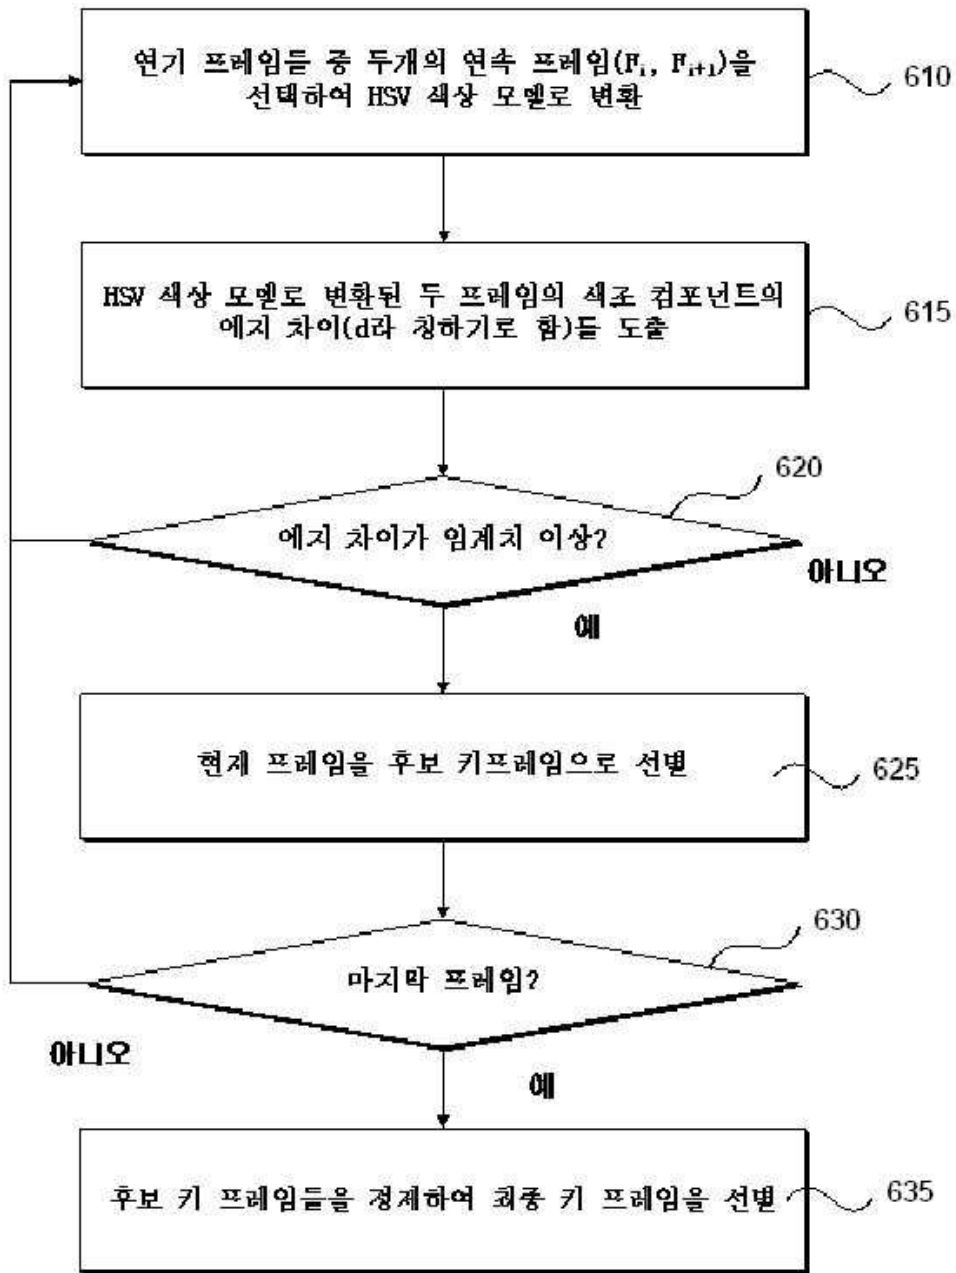 연기 프레임들 중 두개의 연속 프레임(Fi, Fi+1)을
선택하여 HSV 색상 모델로 변환
610
HSV 색상 모델로 변환된 두 프레임의 색조 컴포넌트의
에지 차이(d라 칭하기로 함)를 도출
615
620
에지 차이가 임계치 이상?
아니오
예
현재 프레임을 후보 키프레임으로 선별
625
630
마지막 프레임?
아니오
예
후보 키 프레임들을 정제하여 최종 키 프레임을 선별
635